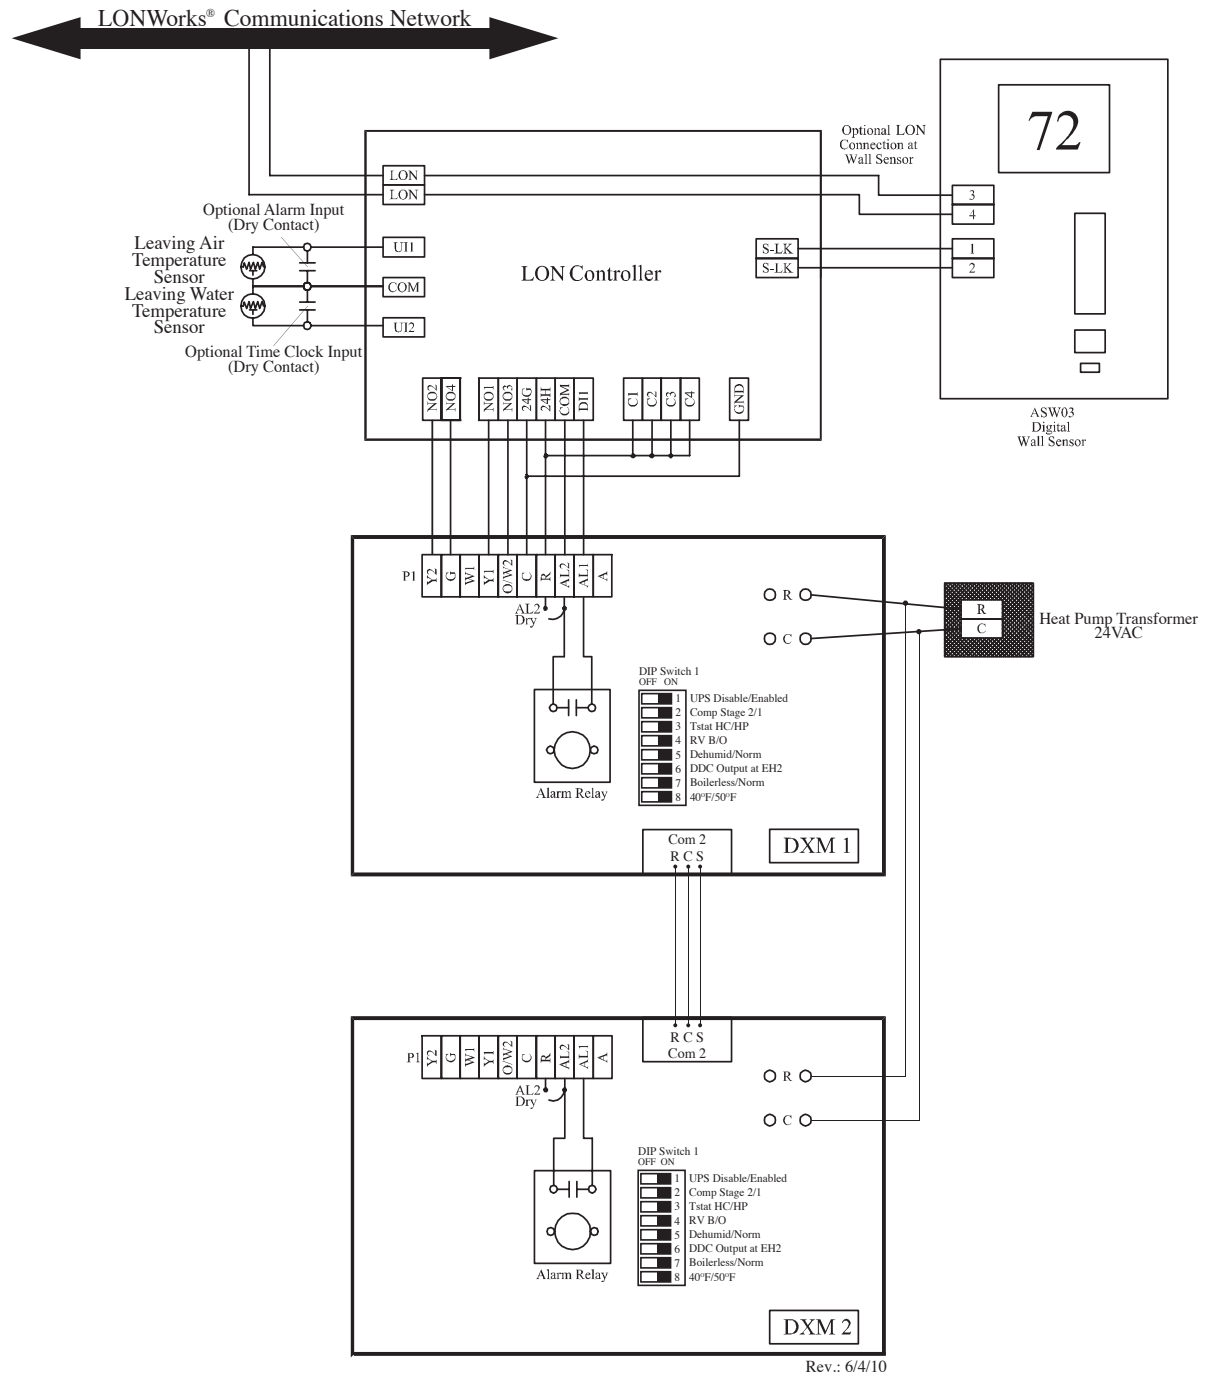 LONWorks® Communications Network
Optional LON
Connection at
Wall Sensor
72
3
4
1
2
ASW03
Digital
Wall Sensor
LON
LON
Optional Alarm Input
(Dry Contact)
Leaving Air
Temperature
Sensor
Leaving Water
Temperature
Sensor
Optional Time Clock Input
(Dry Contact)
UI1
COM
UI2
S-LK
S-LK
LON Controller
NO2
NO4
NO1
NO3
24G
24H
COM
DI1
C1
C2
C3
C4
GND
P1
Y2
G
W1
Y1
O/W2
C
R
AL2
AL1
A
AL2
Dry
R
C
R
C
Heat Pump Transformer
24VAC
Alarm Relay
DIP Switch 1
OFF ON
1 UPS Disable/Enabled
2 Comp Stage 2/1
3 Tstat HC/HP
4 RV B/O
5 Dehumid/Norm
6 DDC Output at EH2
7 Boilerless/Norm
8 40°F/50°F
Com 2
R C S
DXM 1
R C S
Com 2
P1
Y2
G
W1
Y1
O/W2
C
R
AL2
AL1
A
AL2
Dry
R
C
Alarm Relay
DIP Switch 1
OFF ON
1 UPS Disable/Enabled
2 Comp Stage 2/1
3 Tstat HC/HP
4 RV B/O
5 Dehumid/Norm
6 DDC Output at EH2
7 Boilerless/Norm
8 40°F/50°F
DXM 2
Rev.: 6/4/10